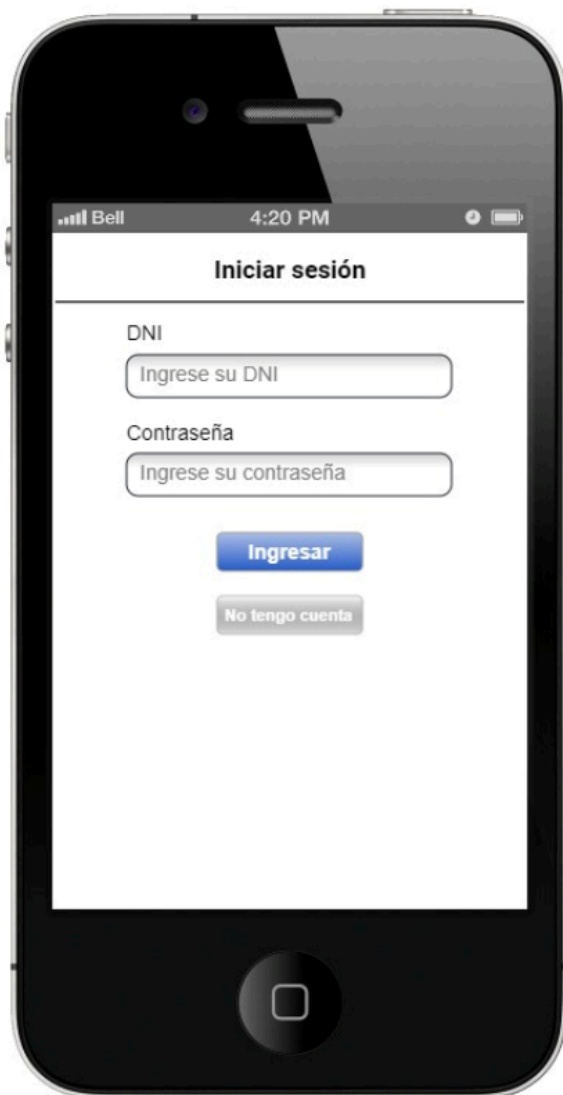 Bell 4:20 PM
Iniciar sesión
DNI
Ingrese su DNI
Contraseña
Ingrese su contraseña
Ingresar
No tengo cuenta